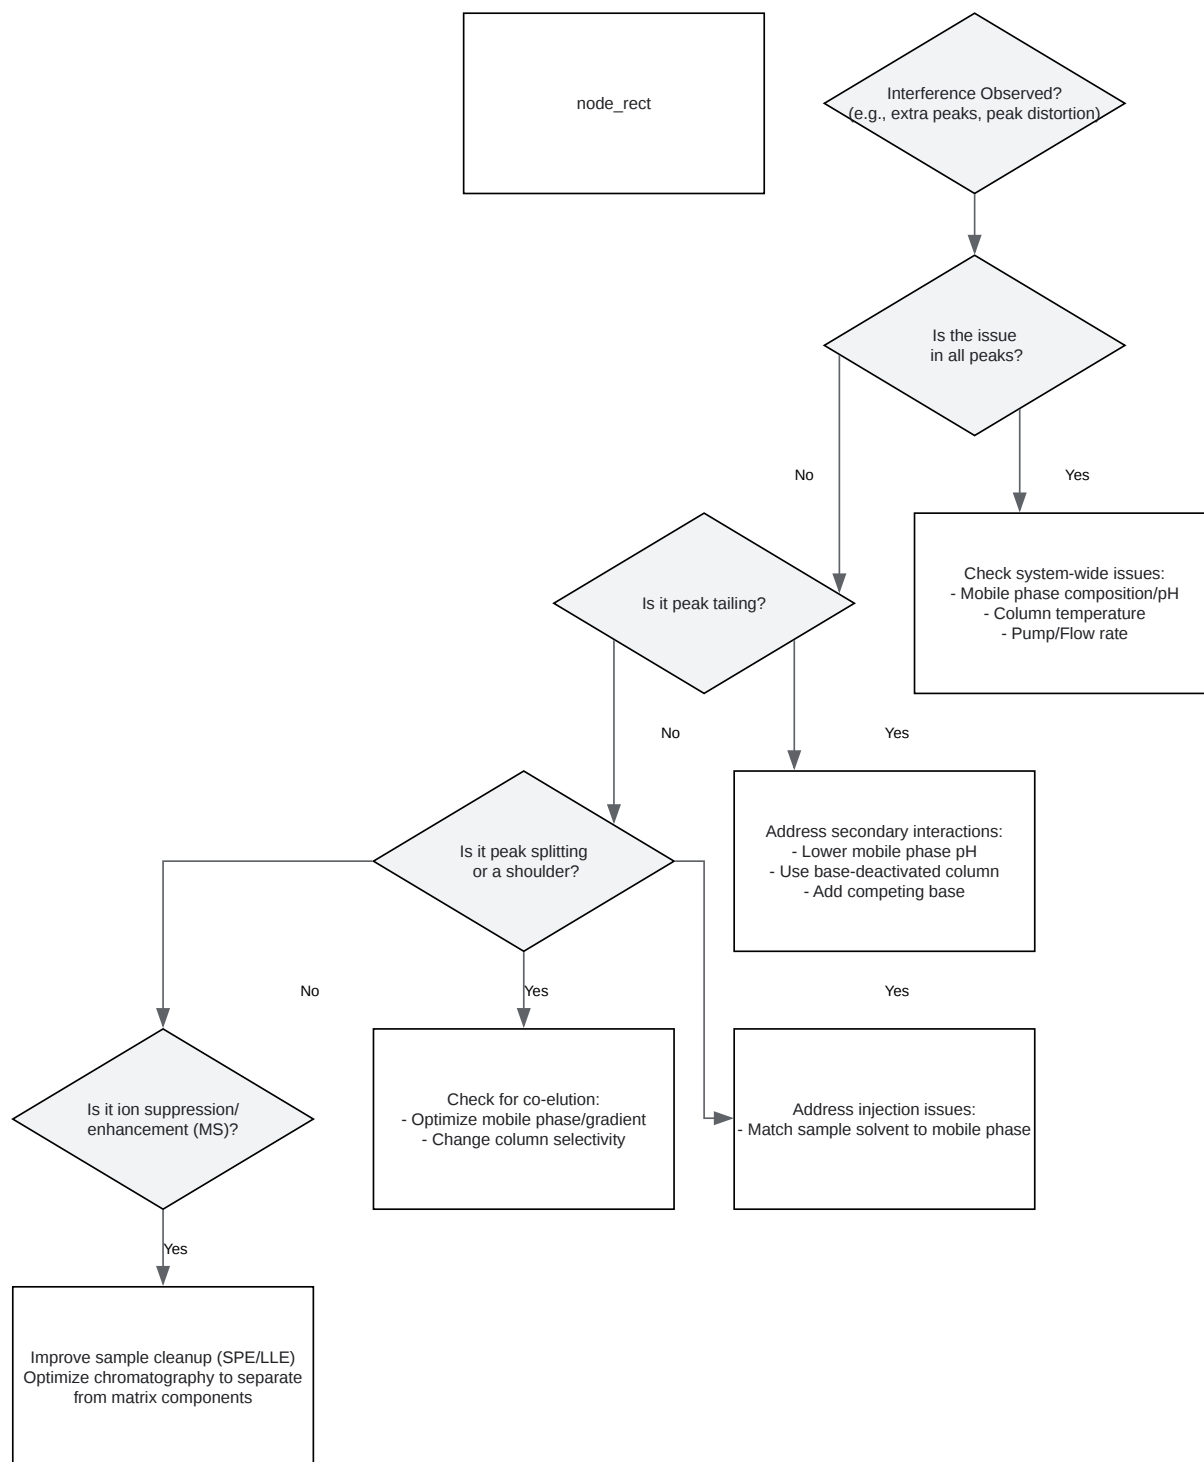 node_rect
Interference Observed?
(e.g., extra peaks, peak distortion)
Is the issue
in all peaks?
No
Yes
Is it peak tailing?
Check system-wide issues:
- Mobile phase composition/pH
- Column temperature
- Pump/Flow rate
No
Yes
Is it peak splitting
or a shoulder?
Address secondary interactions:
- Lower mobile phase pH
- Use base-deactivated column
- Add competing base
No
Yes
Yes
Is it ion suppression/
enhancement (MS)?
Check for co-elution:
- Optimize mobile phase/gradient
- Change column selectivity
Address injection issues:
- Match sample solvent to mobile phase
Yes
Improve sample cleanup (SPE/LLE)
Optimize chromatography to separate
from matrix components